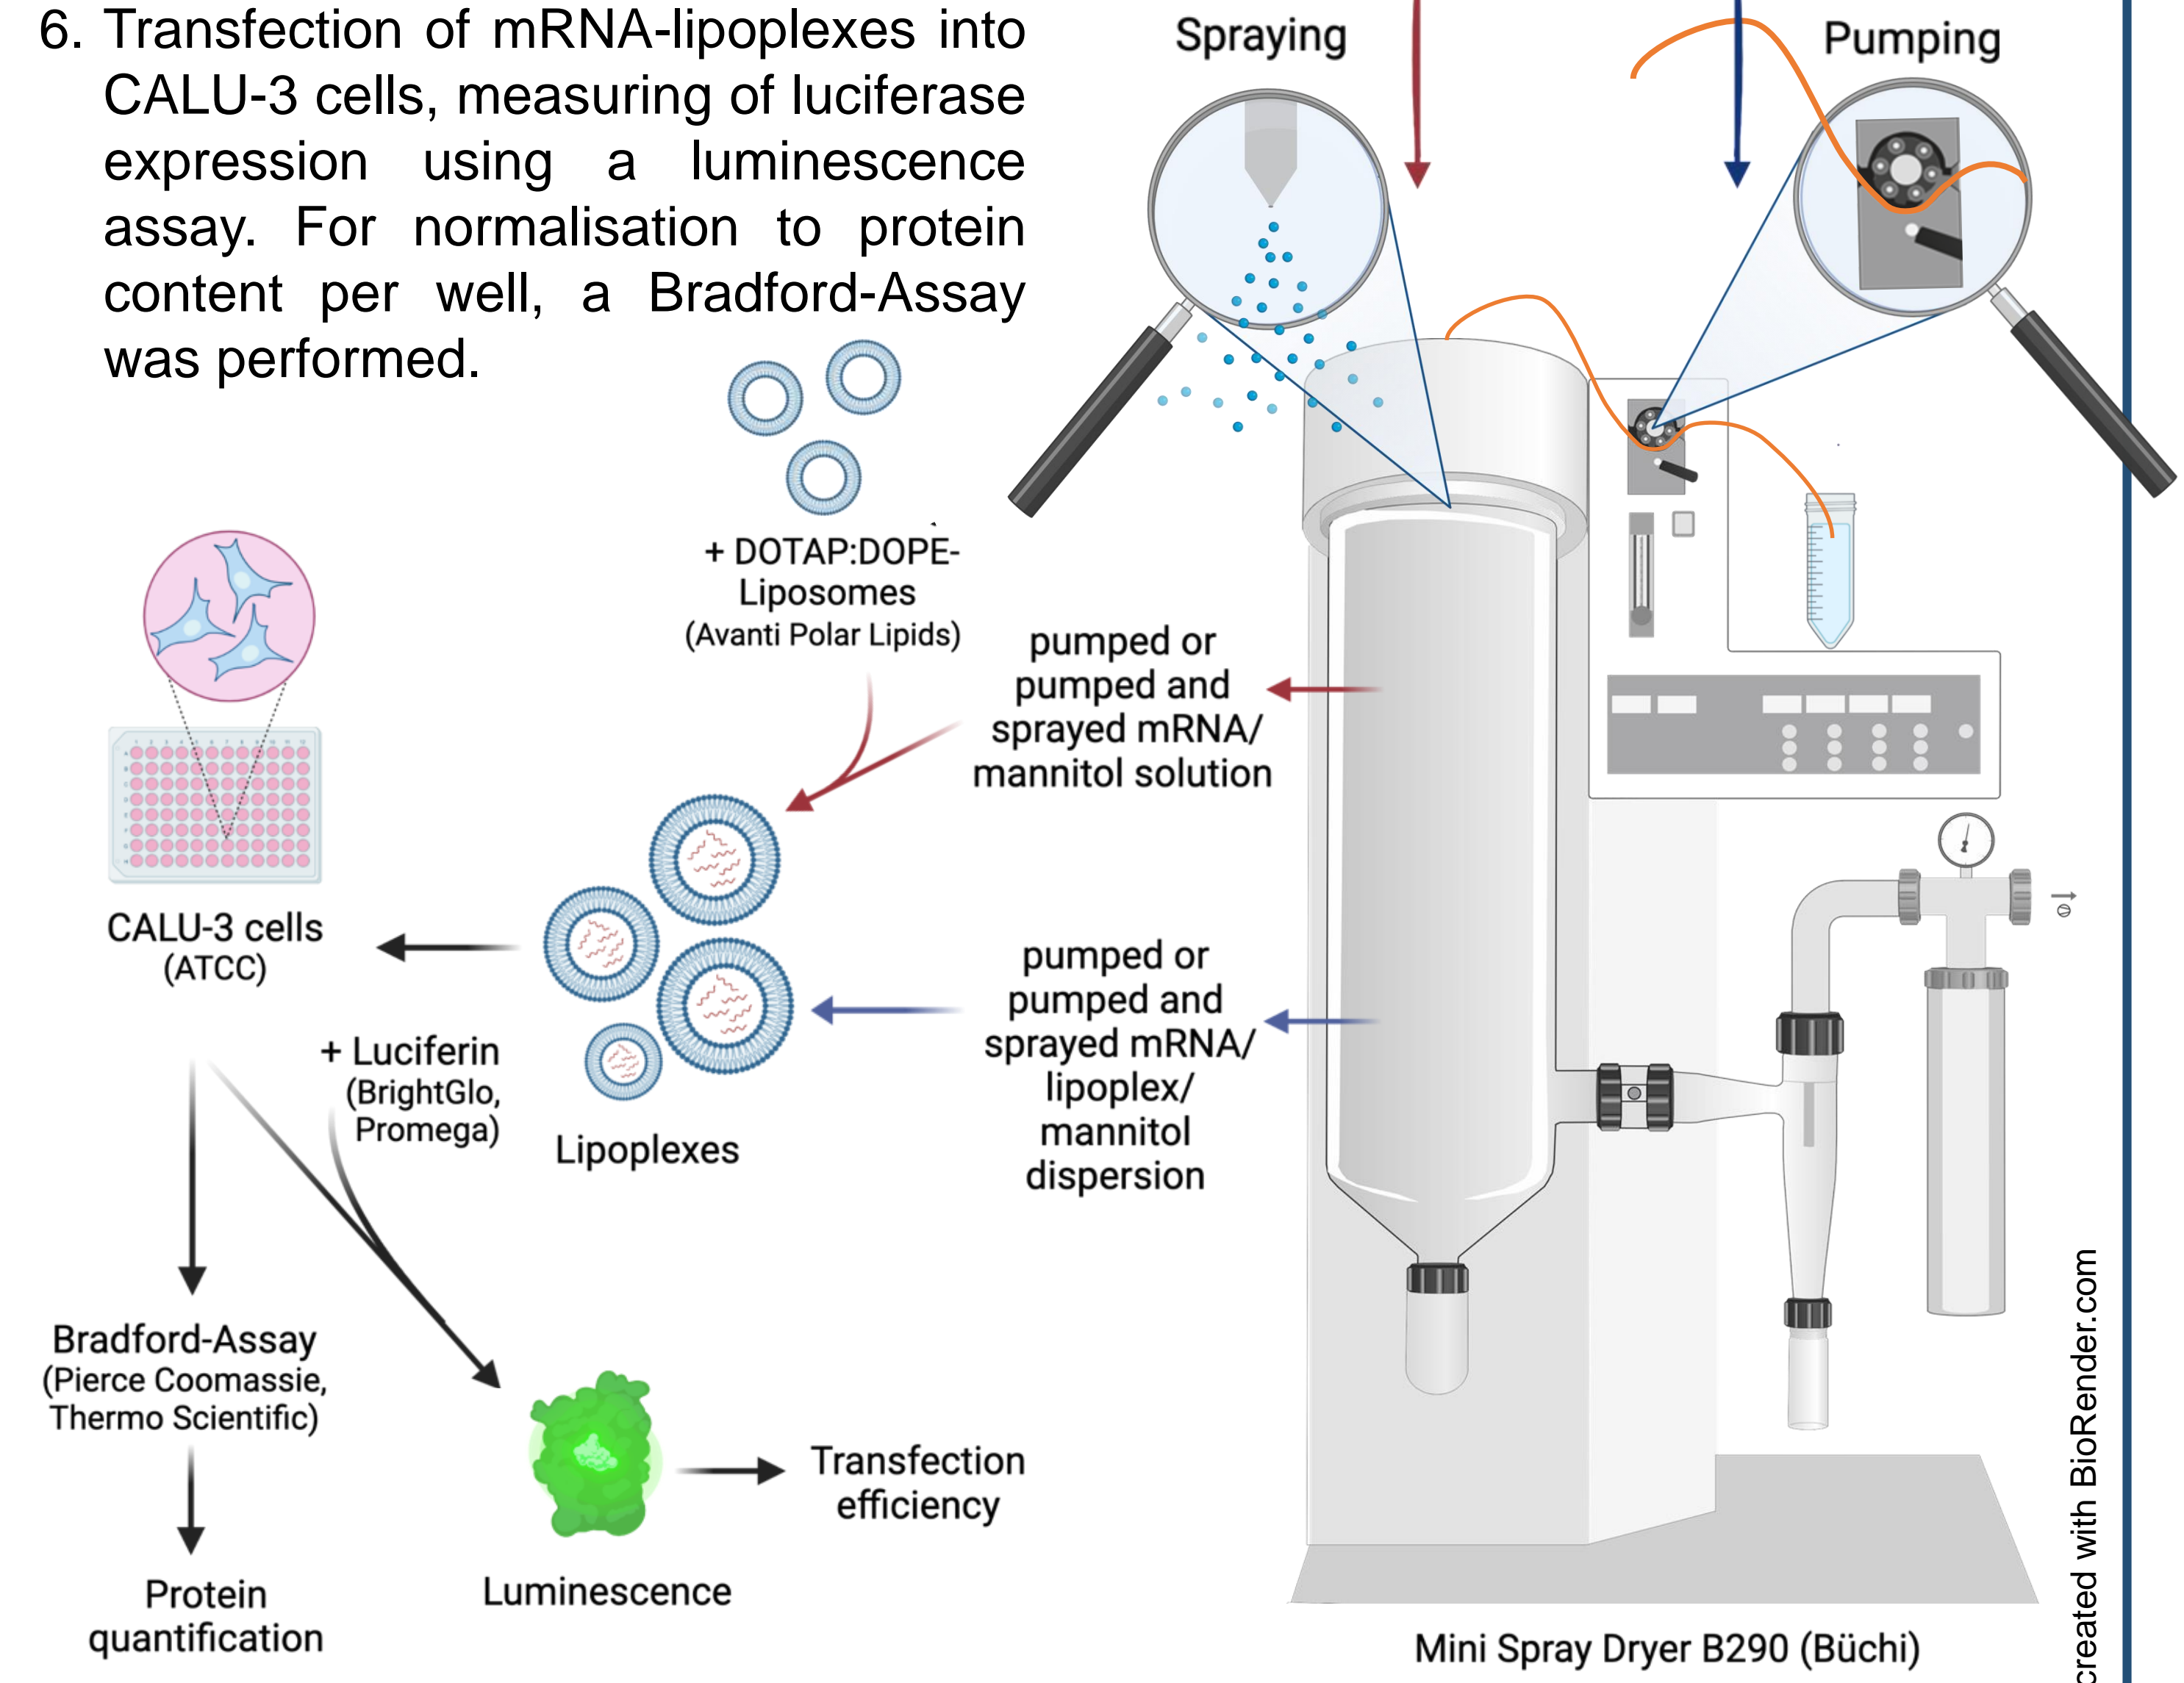 6. Transfection of mRNA-lipoplexes into
CALU-3 cells, measuring of luciferase
expression using a luminescence
assay. For normalisation to protein
content per well, a Bradford-Assay
was performed.
Spraying
Pumping
+ DOTAP:DOPE-
Liposomes
(Avanti Polar Lipids)
pumped or
pumped and
sprayed mRNA/
mannitol solution
CALU-3 cells
(ATCC)
pumped or
pumped and
sprayed mRNA/
lipoplex/
mannitol
dispersion
+ Luciferin
(BrightGlo,
Promega)
Lipoplexes
Bradford-Assay
(Pierce Coomassie,
Thermo Scientific)
Transfection
efficiency
Protein
quantification
Luminescence
Mini Spray Dryer B290 (Büchi)
created with BioRender.com